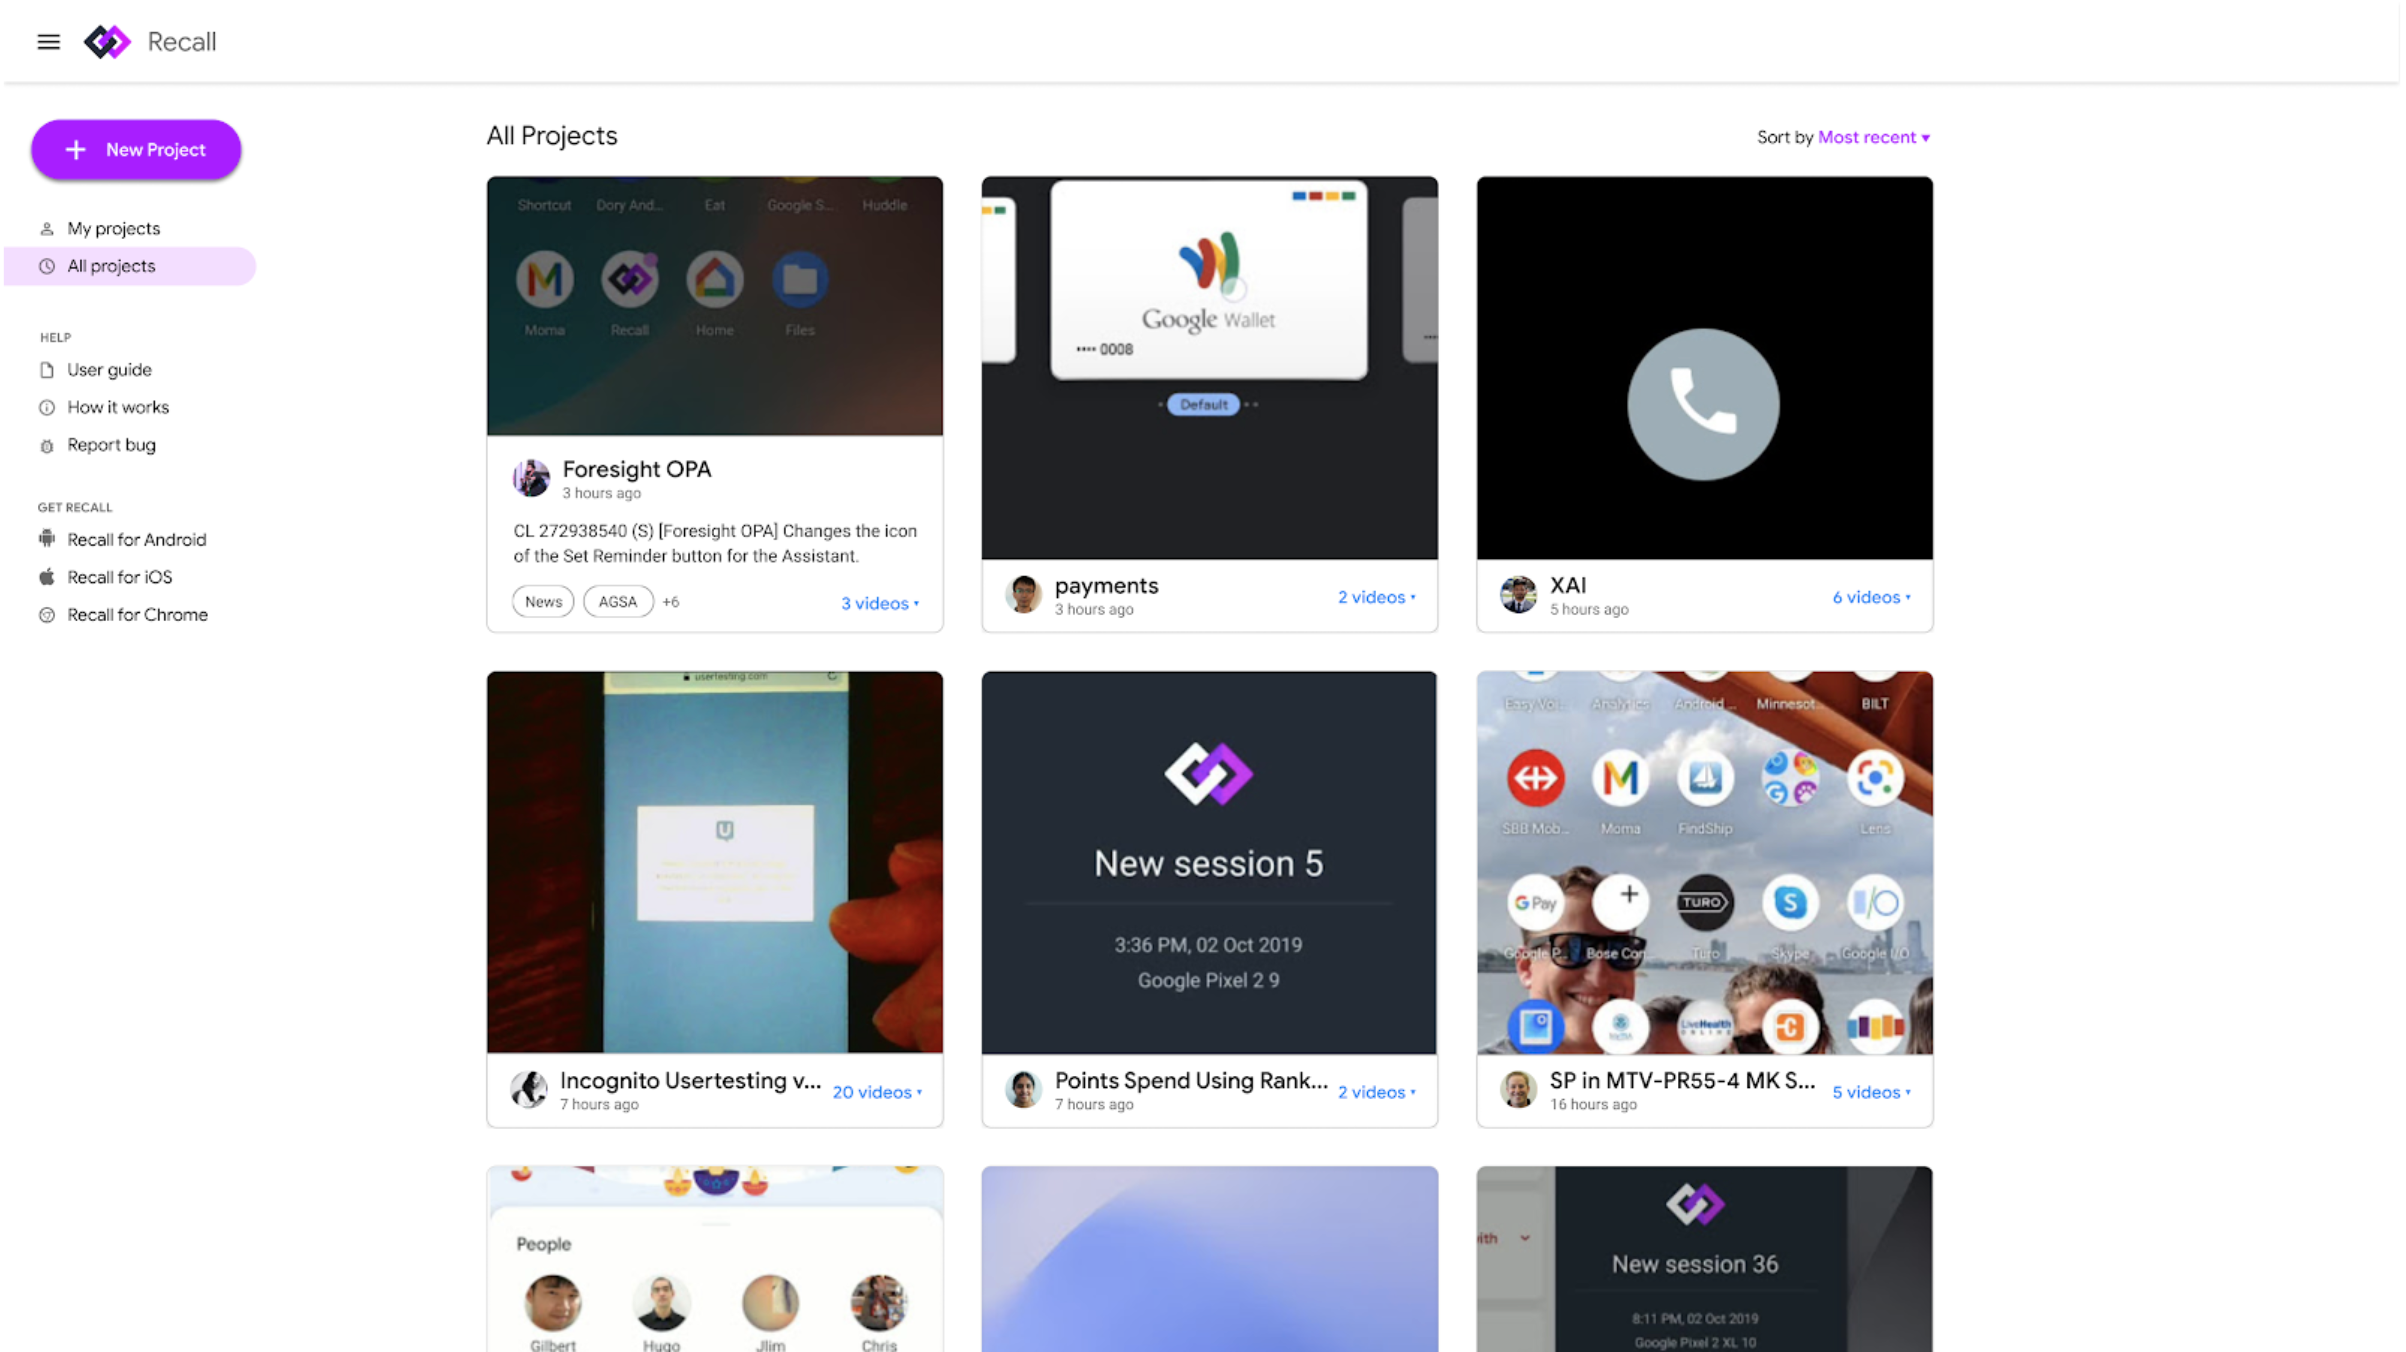 Recall
New Project
My projects
All projects
HELP
User guide
How it works
Report bug
GET RECALL
Recall for Android
Recall for iOS
Recall for Chrome
All Projects
Sort by Most recent
Shortcut Dory And... Eat Google S... Huddle
Moma Recall Home Files
Foresight OPA
3 hours ago
CL 272938540 (S) [Foresight OPA] Changes the icon
of the Set Reminder button for the Assistant.
News AGSA +6 3 videos
Google Wallet
•••• 0008
Default
payments
3 hours ago
2 videos
XAI
5 hours ago
6 videos
usertesting.com
Incognito Usertesting v...
7 hours ago
20 videos
New session 5
3:36 PM, 02 Oct 2019
Google Pixel 2 9
Points Spend Using Rank...
7 hours ago
2 videos
Easy Voi... Analytics Android ... Minnesot... BILT
SBB Mob... Moma FindShip Lens
G Pay TURO
Google P... Bose Con... Turo Skype Google I/O
LiveHealth
ONLINE
SP in MTV-PR55-4 MK S...
16 hours ago
5 videos
People
Gilbert Hugo Jlim Chris
with
New session 36
8:11 PM, 02 Oct 2019
Google Pixel 2 XL 10